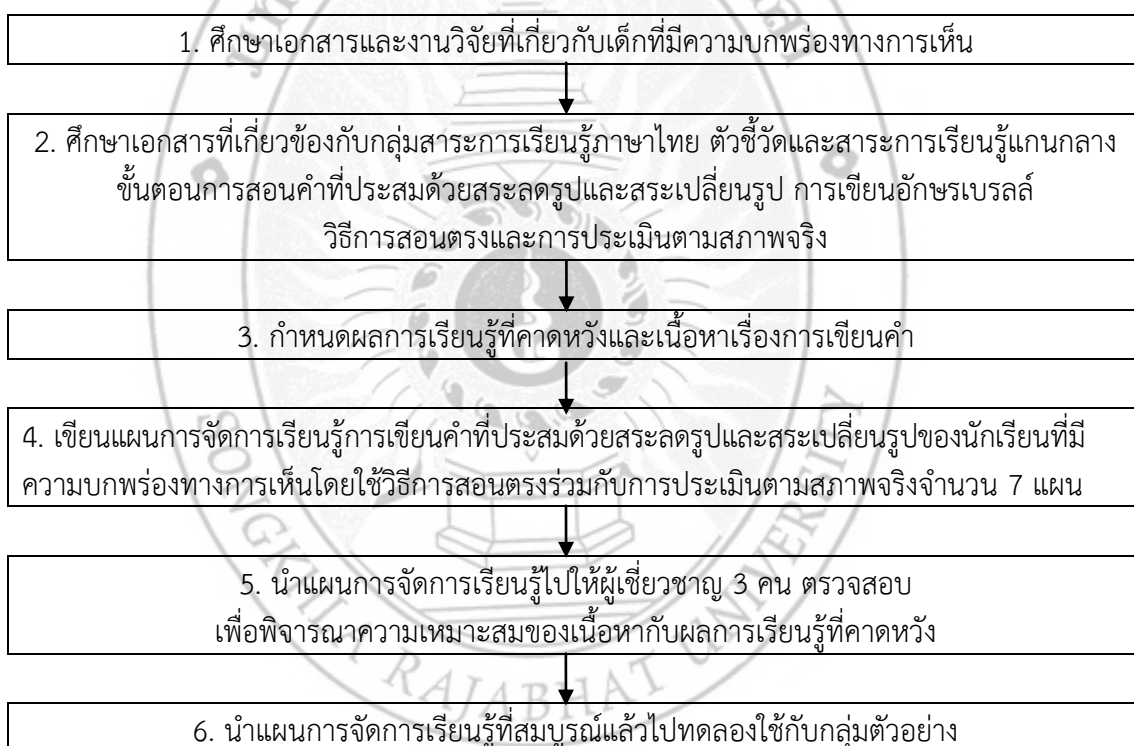 1. ศึกษาเอกสารและงานวิจัยที่เกี่ยวกับเด็กที่มีความบกพร่องทางการเห็น
2. ศึกษาเอกสารที่เกี่ยวข้องกับกลุ่มสาระการเรียนรู้ภาษาไทย ตัวชี้วัดและสาระการเรียนรู้แกนกลาง
ขั้นตอนการสอนคำที่ประสมด้วยสระลดรูปและสระเปลี่ยนรูป การเขียนอักษรเบรลล์
วิธีการสอนตรงและการประเมินตามสภาพจริง
3. กำหนดผลการเรียนรู้ที่คาดหวังและเนื้อหาเรื่องการเขียนคำ
4. เขียนแผนการจัดการเรียนรู้การเขียนคำที่ประสมด้วยสระลดรูปและสระเปลี่ยนรูปของนักเรียนที่มี
ความบกพร่องทางการเห็นโดยใช้วิธีการสอนตรงร่วมกับการประเมินตามสภาพจริงจำนวน 7 แผน
5. นำแผนการจัดการเรียนรู้ไปให้ผู้เชี่ยวชาญ 3 คน ตรวจสอบ
เพื่อพิจารณาความเหมาะสมของเนื้อหากับผลการเรียนรู้ที่คาดหวัง
6. นำแผนการจัดการเรียนรู้ที่สมบูรณ์แล้วไปทดลองใช้กับกลุ่มตัวอย่าง
SONGKHLA RAJABHAT UNIVERSITY